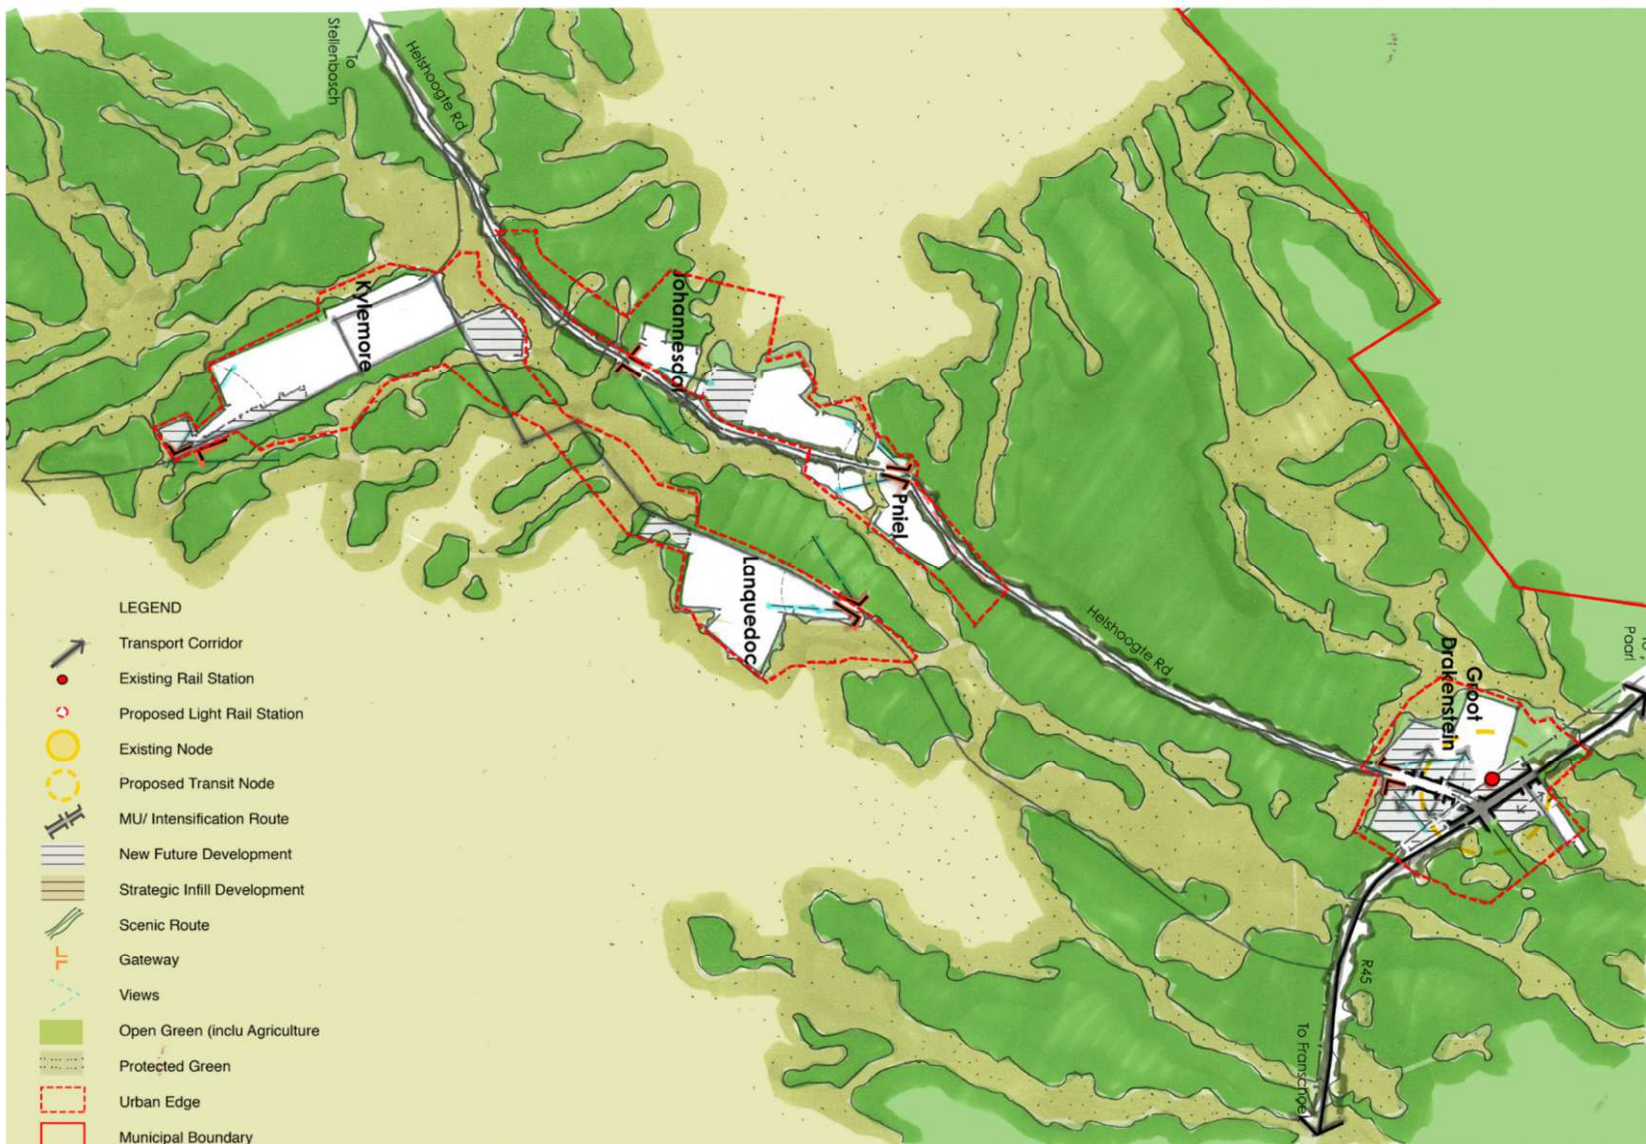 To
Stellenbosch
Helshoogte Rd
Kylemore
Johannesdal
Pniel
Lanquedoc
Helshoogte Rd
Groot
Drakenstein
Paarl
R45
To Franschoe
LEGEND
Transport Corridor
Existing Rail Station
Proposed Light Rail Station
Existing Node
Proposed Transit Node
MU/ Intensification Route
New Future Development
Strategic Infill Development
Scenic Route
Gateway
Views
Open Green (inclu Agriculture
Protected Green
Urban Edge
Municipal Boundary